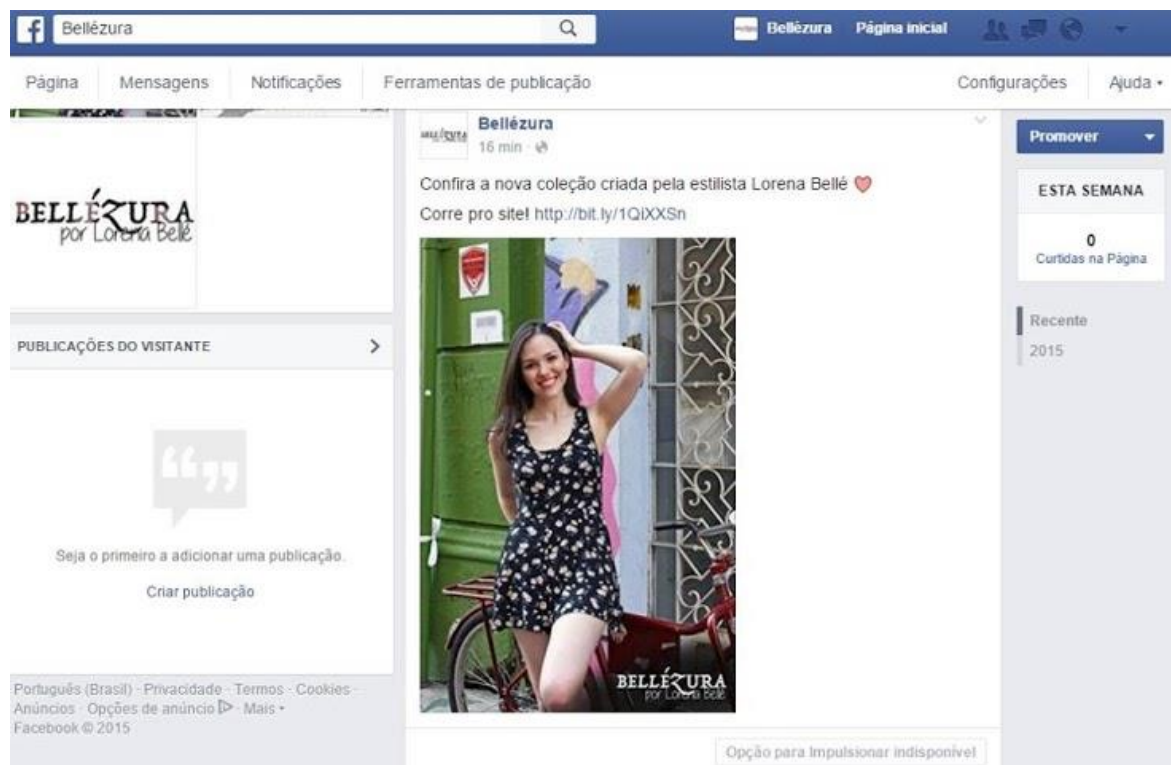 Bellézura
Bellézura Página inicial
Página Mensagens Notificações Ferramentas de publicação Configurações Ajuda
BELLÉZURA
por Lorena Bellé
PUBLICAÇÕES DO VISITANTE
Seja o primeiro a adicionar uma publicação.
Criar publicação
Português (Brasil) · Privacidade · Termos · Cookies ·
Anúncios · Opções de anúncio · Mais
Facebook © 2015
BELLÉZURA
Bellézura
16 min ·
Confira a nova coleção criada pela estilista Lorena Bellé
Corre pro site! http://bit.ly/1QiXXSn
BELLÉZURA
por Lorena Bellé
Opção para Impulsionar indisponível
Promover
ESTA SEMANA
0
Curtidas na Página
Recente
2015